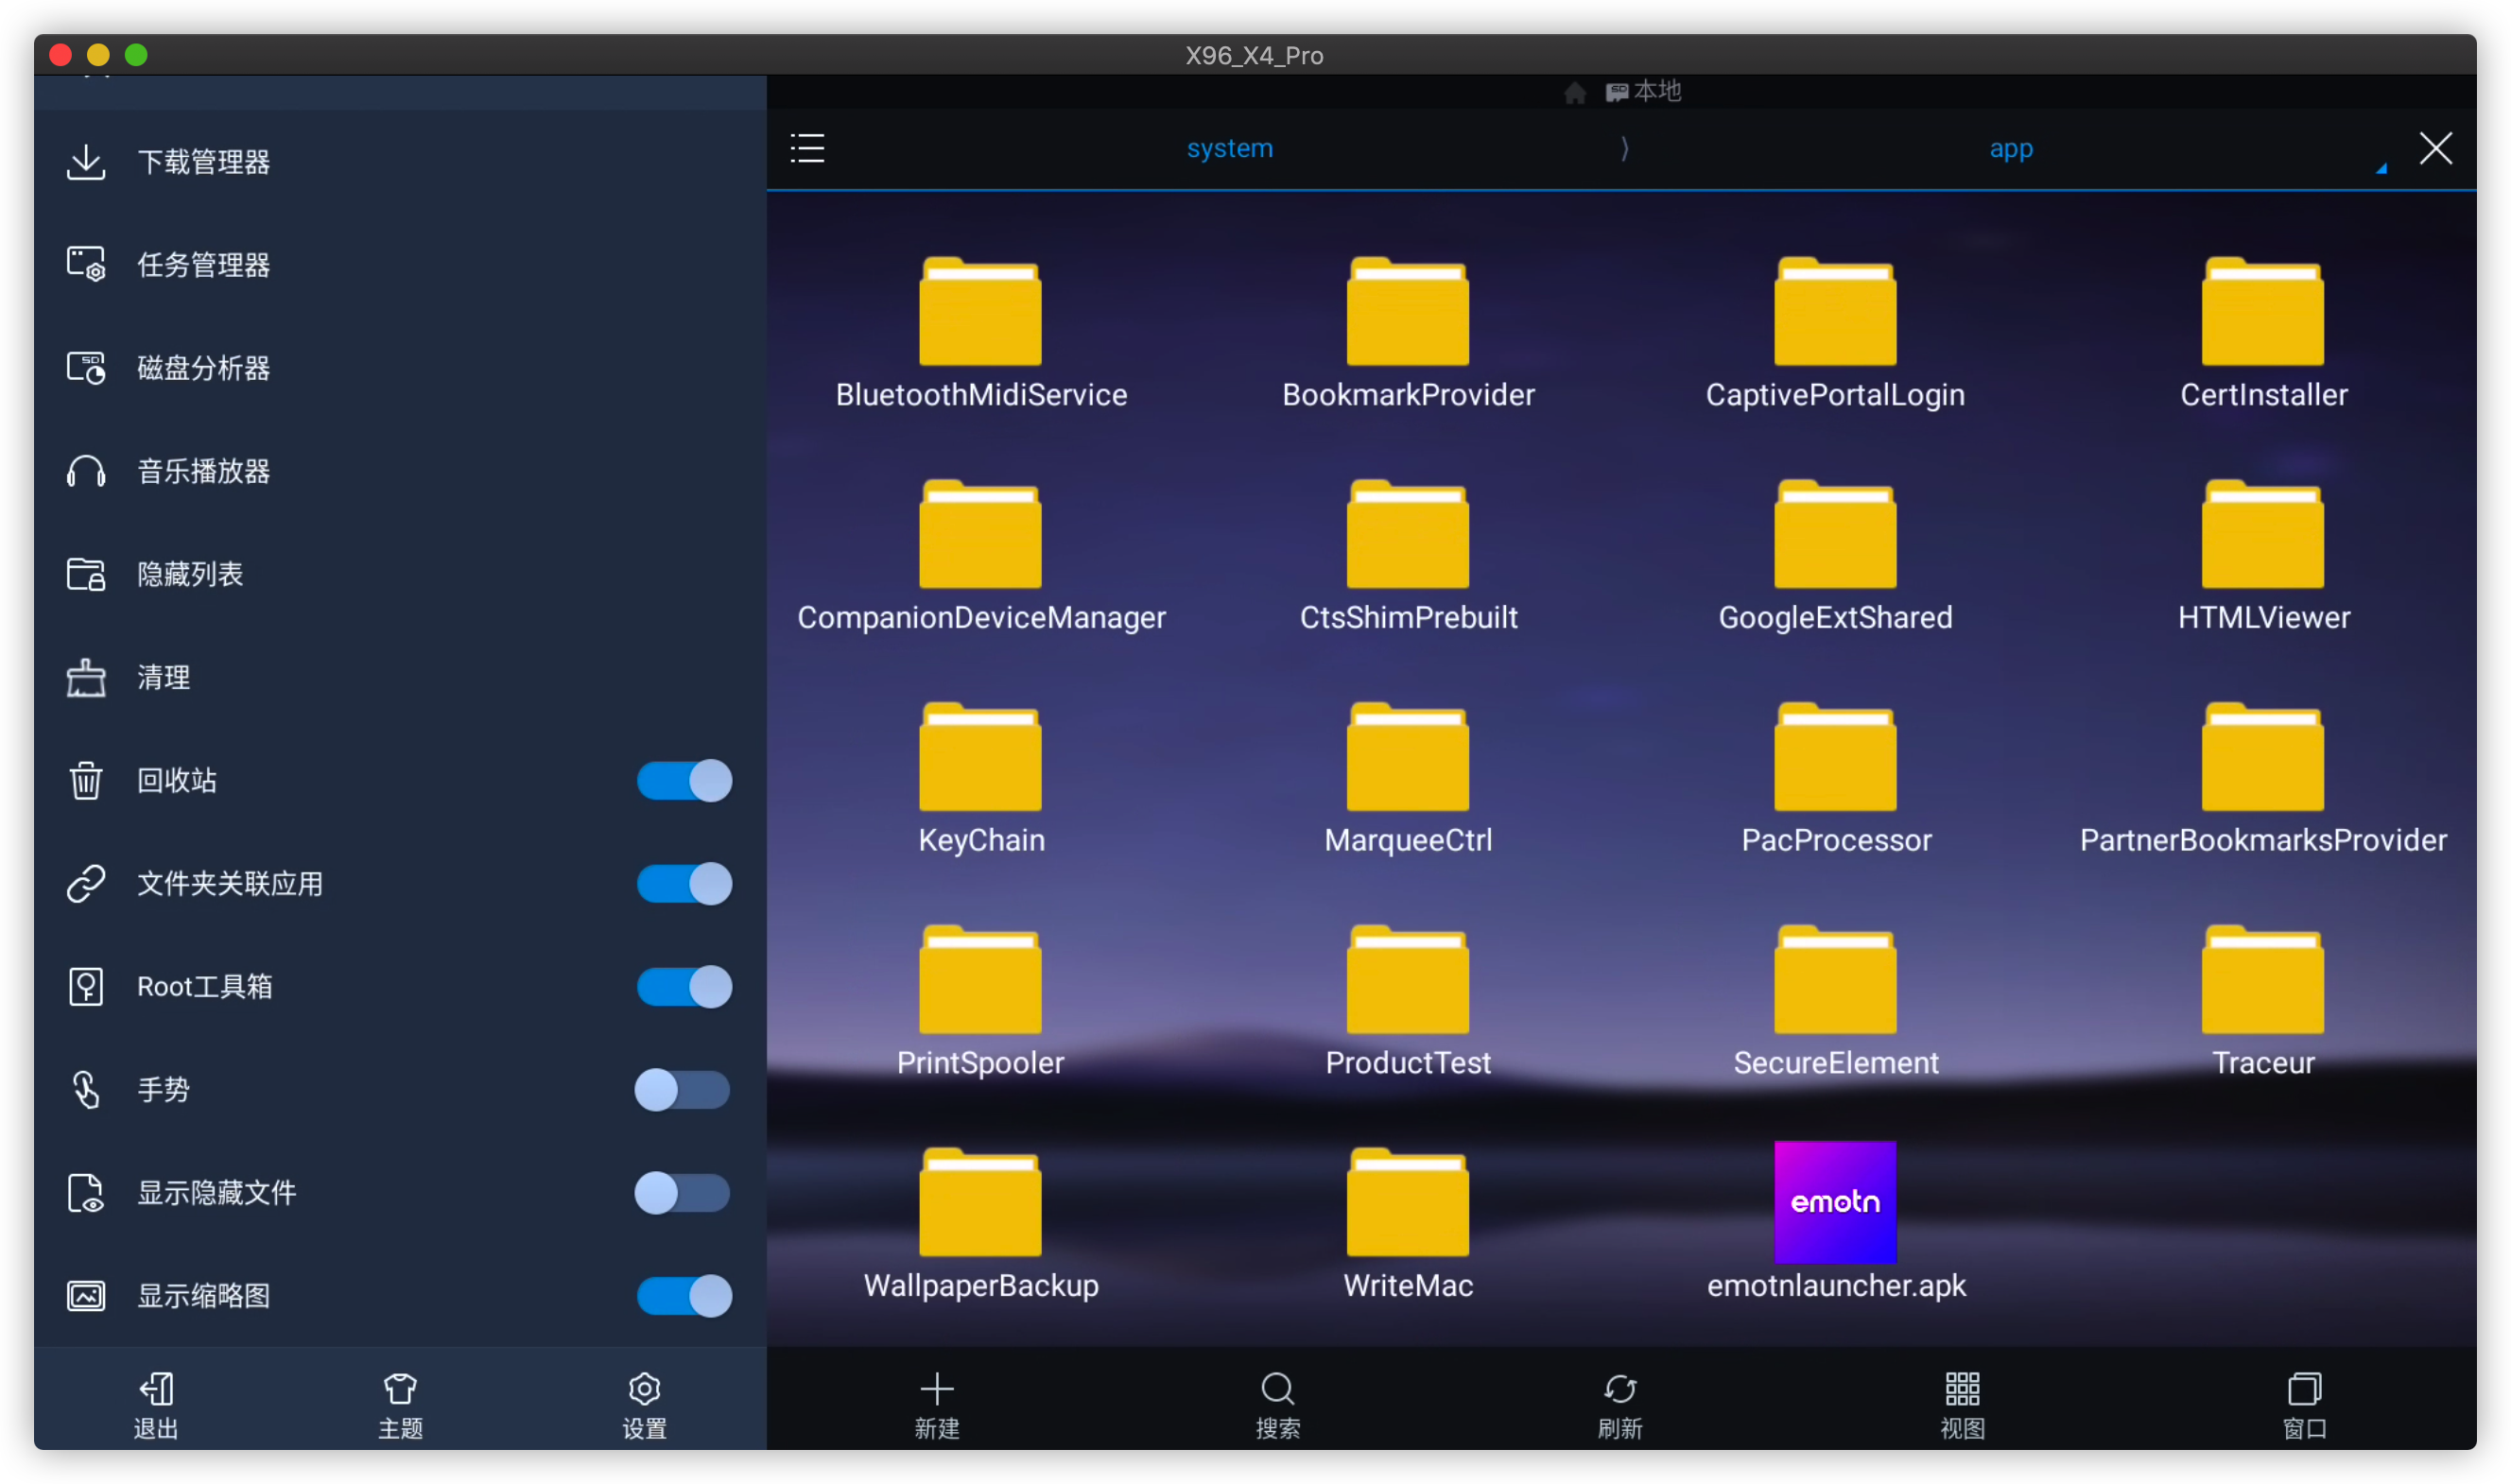 X96_X4_Pro
本地
system
app
下载管理器
任务管理器
磁盘分析器
音乐播放器
隐藏列表
清理
回收站
文件夹关联应用
Root工具箱
手势
显示隐藏文件
显示缩略图
退出
主题
设置
BluetoothMidiService
BookmarkProvider
CaptivePortalLogin
CertInstaller
CompanionDeviceManager
CtsShimPrebuilt
GoogleExtShared
HTMLViewer
KeyChain
MarqueeCtrl
PacProcessor
PartnerBookmarksProvider
PrintSpooler
ProductTest
SecureElement
Traceur
WallpaperBackup
WriteMac
emotn
emotnlauncher.apk
新建
搜索
刷新
视图
窗口